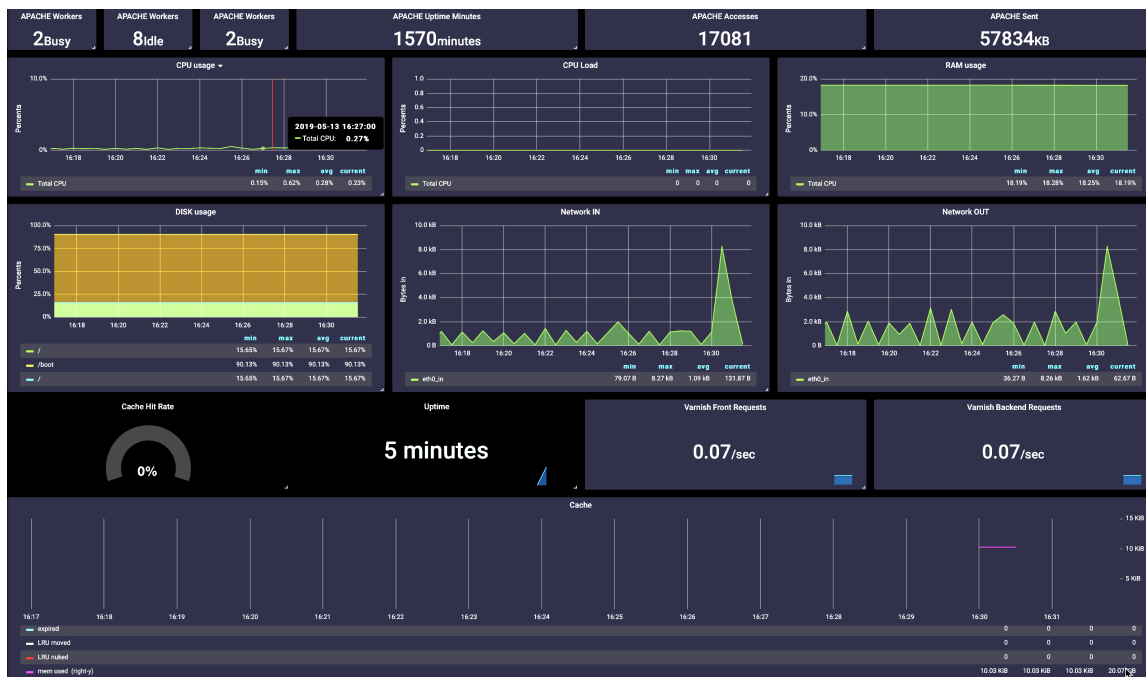 APACHE Workers APACHE Workers APACHE Workers APACHE Uptime Minutes APACHE Accesses APACHE Sent
2Busy 8Idle 2Busy 1570minutes 17081 57834KB
CPU usage
Percents
10.0%
0%
16:18 16:20 16:22 16:24 16:26 16:28 16:30
2019-05-13 16:27:00
Total CPU: 0.27%
min max avg current
Total CPU 0.15% 0.62% 0.28% 0.23%
CPU Load
Percents
1.0
0.8
0.6
0.4
0.2
0
16:18 16:20 16:22 16:24 16:26 16:28 16:30
min max avg current
Total CPU 0 0 0 0
RAM usage
Percents
20.0%
10.0%
0%
16:18 16:20 16:22 16:24 16:26 16:28 16:30
min max avg current
Total CPU 18.19% 18.28% 18.25% 18.19%
DISK usage
Percents
100.0%
75.0%
50.0%
25.0%
0%
16:18 16:20 16:22 16:24 16:26 16:28 16:30
min max avg current
/ 15.65% 15.67% 15.67% 15.67%
/boot 90.13% 90.13% 90.13% 90.13%
/ 15.65% 15.67% 15.67% 15.67%
Network IN
Bytes in
10.0 kB
8.0 kB
6.0 kB
4.0 kB
2.0 kB
0 B
16:18 16:20 16:22 16:24 16:26 16:28 16:30
min max avg current
eth0_in 79.07 B 8.27 kB 1.09 kB 131.87 B
Network OUT
Bytes in
10.0 kB
8.0 kB
6.0 kB
4.0 kB
2.0 kB
0 B
16:18 16:20 16:22 16:24 16:26 16:28 16:30
min max avg current
eth0_in 36.27 B 8.26 kB 1.62 kB 62.67 B
Cache Hit Rate Uptime Varnish Front Requests Varnish Backend Requests
0% 5 minutes 0.07/sec 0.07/sec
Cache
15 KiB
10 KiB
5 KiB
16:17 16:18 16:19 16:20 16:21 16:22 16:23 16:24 16:25 16:26 16:27 16:28 16:29 16:30 16:31
expired 0 0 0 0
LRU moved 0 0 0 0
LRU nuked 0 0 0 0
mem used (right-y) 10.03 KiB 10.03 KiB 10.03 KiB 20.07 KiB